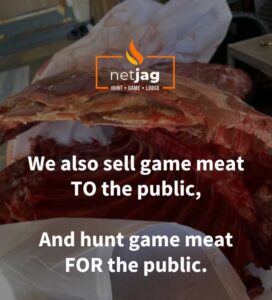 netjag
HUNT • GAME • LODGE
We also sell game meat
TO the public,
And hunt game meat
FOR the public.